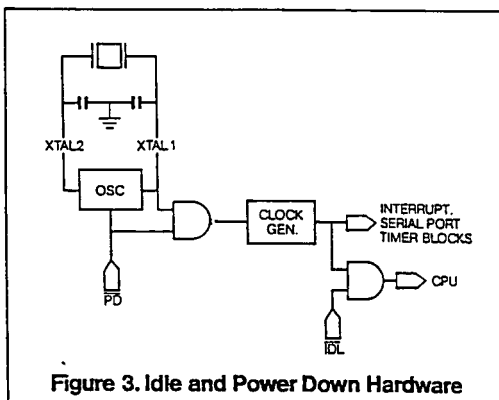 XTAL2
XTAL1
OSC
CLOCK
GEN.
INTERRUPT.
SERIAL PORT
TIMER BLOCKS
CPU
PD
IDL
Figure 3. Idle and Power Down Hardware